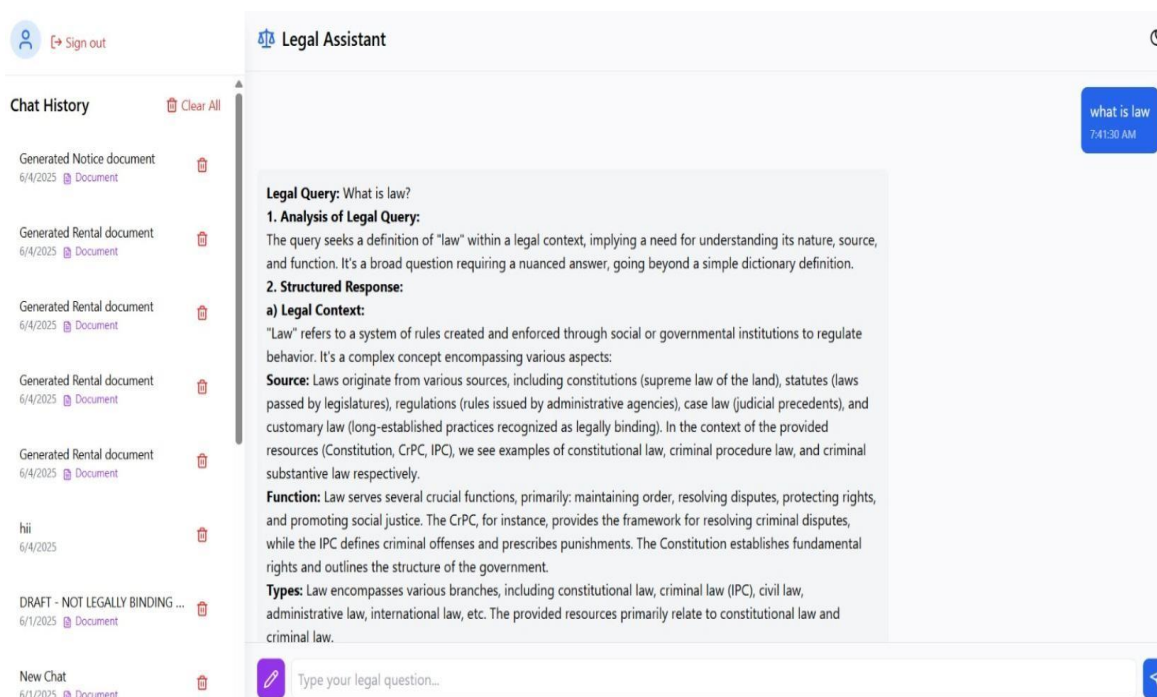 Sign out
Legal Assistant
Chat History
Clear All
Generated Notice document
6/4/2025 Document
Generated Rental document
6/4/2025 Document
Generated Rental document
6/4/2025 Document
Generated Rental document
6/4/2025 Document
Generated Rental document
6/4/2025 Document
hii
6/4/2025
DRAFT - NOT LEGALLY BINDING ...
6/1/2025 Document
New Chat
6/1/2025 Document
what is law
7:41:30 AM
Legal Query: What is law?
1. Analysis of Legal Query:
The query seeks a definition of "law" within a legal context, implying a need for understanding its nature, source,
and function. It's a broad question requiring a nuanced answer, going beyond a simple dictionary definition.
2. Structured Response:
a) Legal Context:
"Law" refers to a system of rules created and enforced through social or governmental institutions to regulate
behavior. It's a complex concept encompassing various aspects:
Source: Laws originate from various sources, including constitutions (supreme law of the land), statutes (laws
passed by legislatures), regulations (rules issued by administrative agencies), case law (judicial precedents), and
customary law (long-established practices recognized as legally binding). In the context of the provided
resources (Constitution, CrPC, IPC), we see examples of constitutional law, criminal procedure law, and criminal
substantive law respectively.
Function: Law serves several crucial functions, primarily: maintaining order, resolving disputes, protecting rights,
and promoting social justice. The CrPC, for instance, provides the framework for resolving criminal disputes,
while the IPC defines criminal offenses and prescribes punishments. The Constitution establishes fundamental
rights and outlines the structure of the government.
Types: Law encompasses various branches, including constitutional law, criminal law (IPC), civil law,
administrative law, international law, etc. The provided resources primarily relate to constitutional law and
criminal law.
Type your legal question...